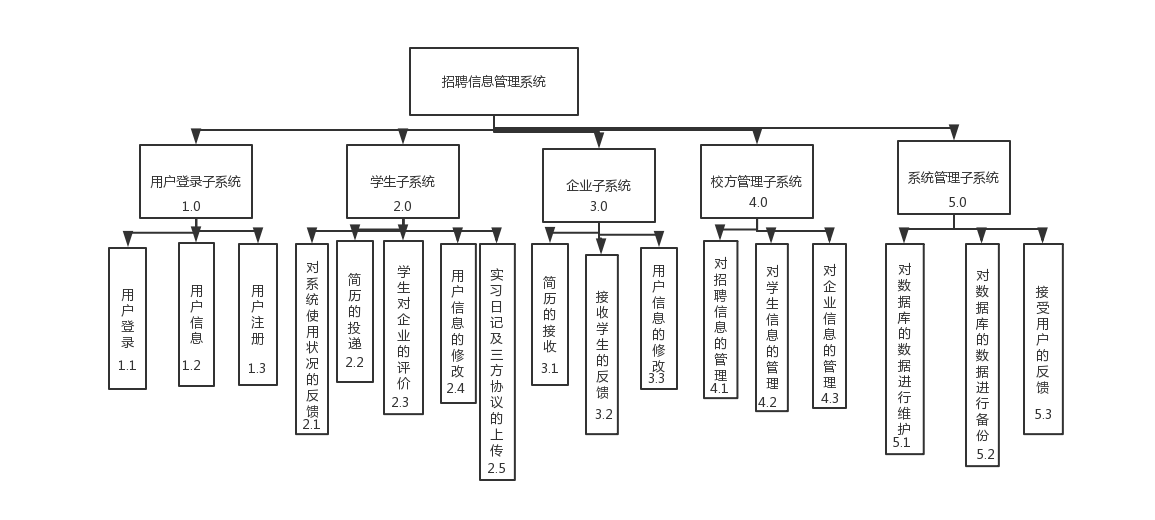 招聘信息管理系统
用户登录子系统
1.0
学生子系统
2.0
企业子系统
3.0
校方管理子系统
4.0
系统管理子系统
5.0
用户登录
1.1
用户信息
1.2
用户注册
1.3
对系统使用状况的反馈
2.1
简历的投递
2.2
学生对企业的评价
2.3
用户信息的修改
2.4
实习日记及三方协议的上传
2.5
简历的接收
3.1
接收学生的反馈
3.2
用户信息的修改
3.3
对招聘信息的管理
4.1
对学生信息的管理
4.2
对企业信息的管理
4.3
对数据库的数据进行维护
5.1
对数据库的数据进行备份
5.2
接受用户的反馈
5.3